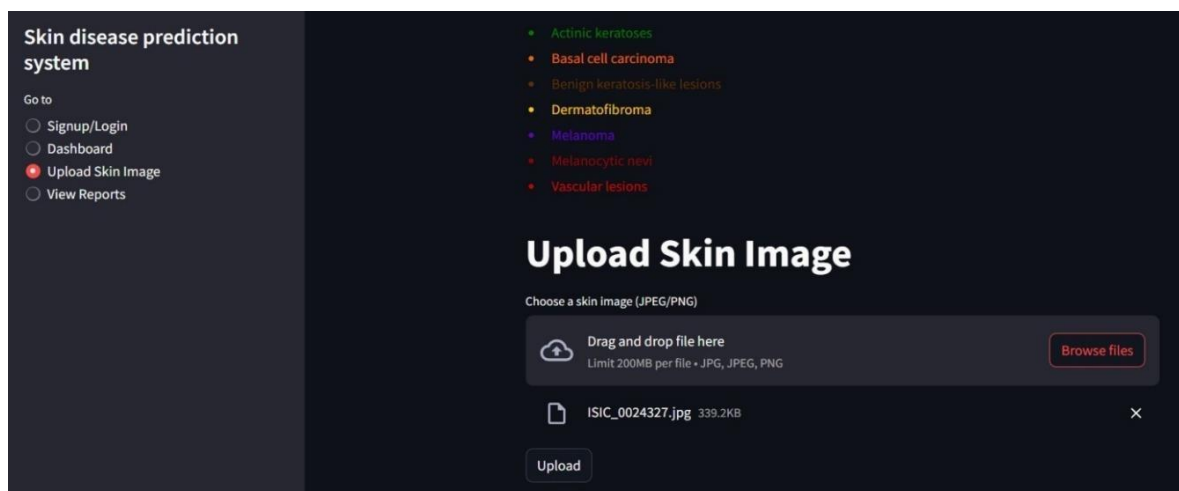 Skin disease prediction
system
Go to
Signup/Login
Dashboard
Upload Skin Image
View Reports
• Actinic keratoses
• Basal cell carcinoma
• Benign keratosis-like lesions
• Dermatofibroma
• Melanoma
• Melanocytic nevi
• Vascular lesions
Upload Skin Image
Choose a skin image (JPEG/PNG)
Drag and drop file here
Limit 200MB per file • JPG, JPEG, PNG
Browse files
ISIC_0024327.jpg 339.2KB
Upload